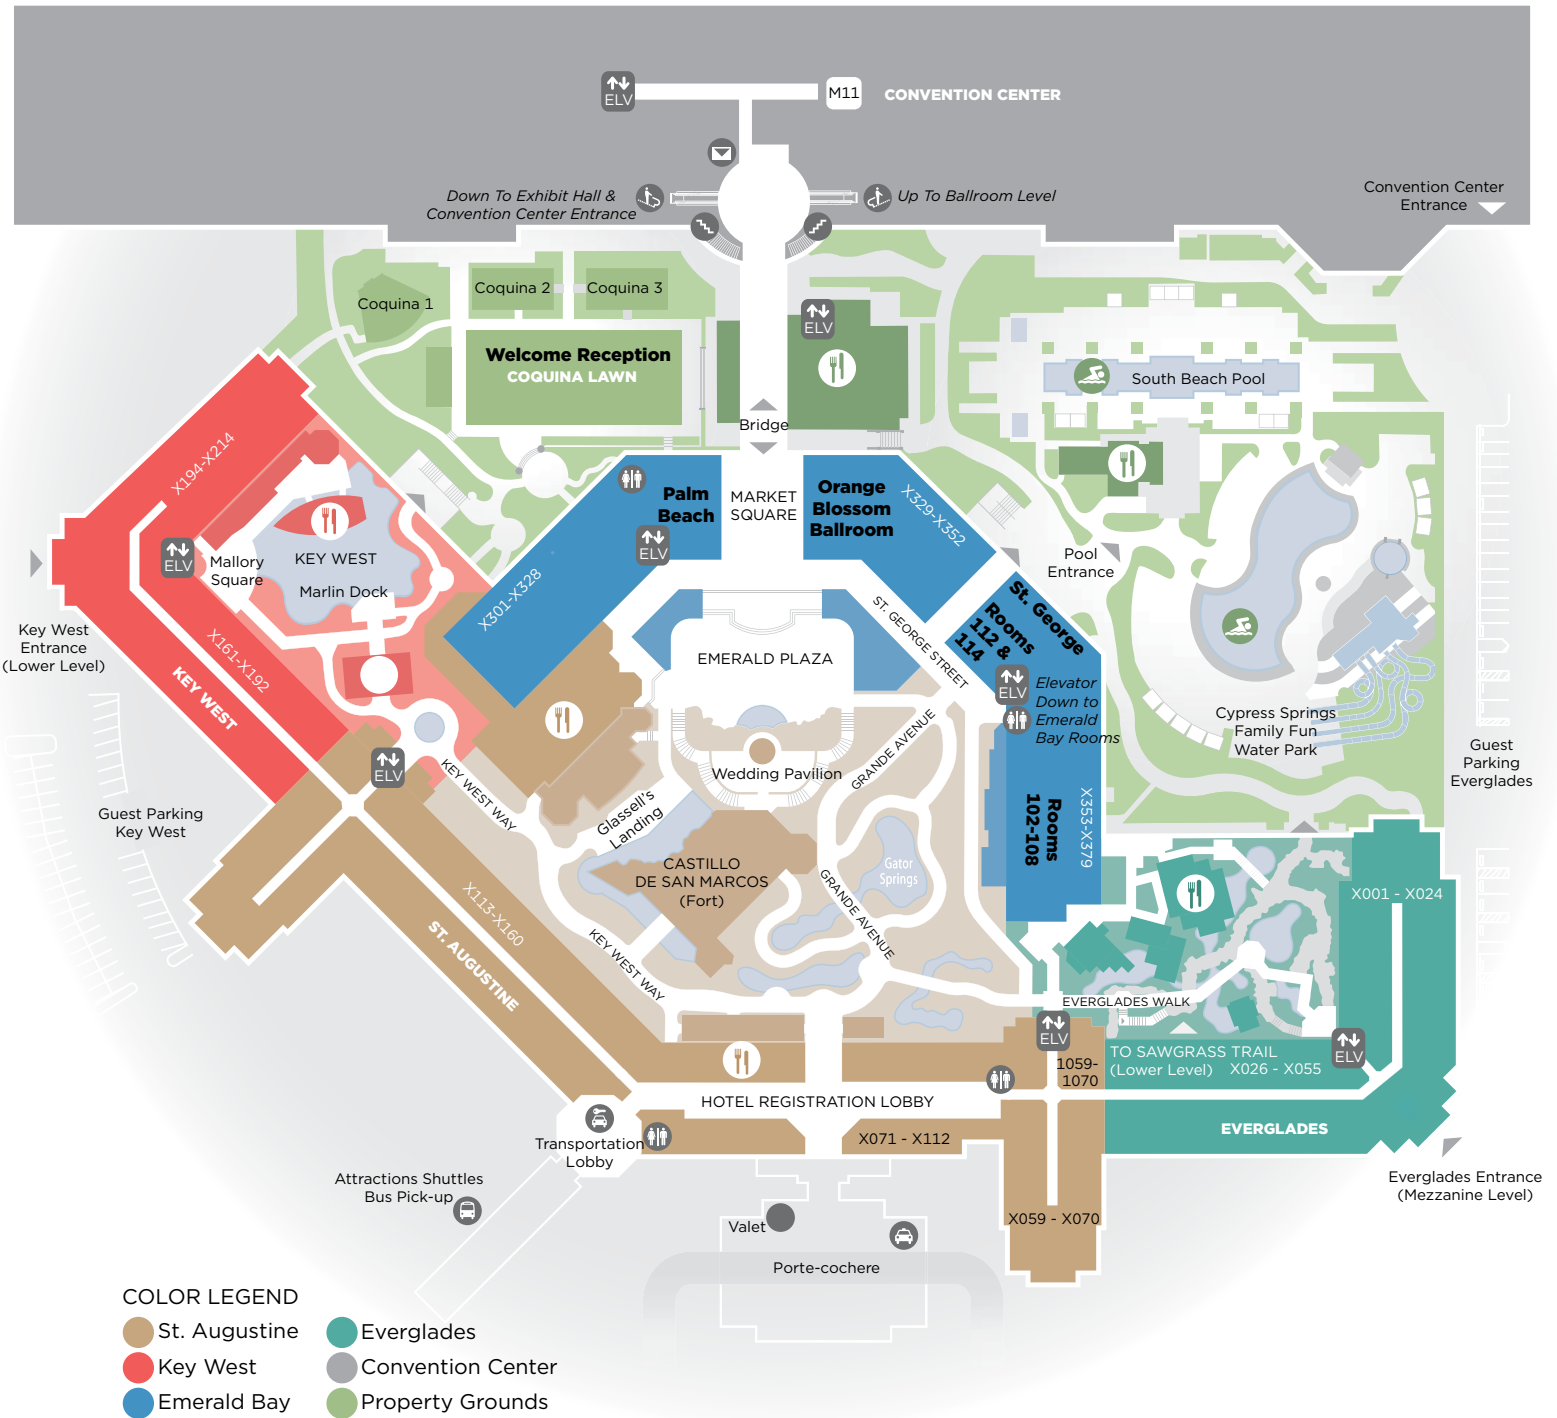 ELV
M11
CONVENTION CENTER
Down To Exhibit Hall &
Convention Center Entrance
Up To Ballroom Level
Convention Center
Entrance
Coquina 1
Coquina 2
Coquina 3
ELV
Welcome Reception
COQUINA LAWN
South Beach Pool
Bridge
X194-X214
Palm
Beach
MARKET
SQUARE
Orange
Blossom
Ballroom
X329-X352
ELV
ELV
Mallory
Square
KEY WEST
Marlin Dock
Pool
Entrance
X301-X328
St. George
Rooms
112 &
114
ST. GEORGE STREET
Key West
Entrance
(Lower Level)
X161-X192
KEY WEST
EMERALD PLAZA
ELV
Elevator
Down to
Emerald
Bay Rooms
Cypress Springs
Family Fun
Water Park
Guest
Parking
Everglades
GRANDE AVENUE
ELV
KEY WEST WAY
Wedding Pavilion
Glassell's
Landing
Guest Parking
Key West
Rooms
102-108
X353-X379
CASTILLO
DE SAN MARCOS
(Fort)
Gator
Springs
GRANDE AVENUE
X001 - X024
X113-X160
ST. AUGUSTINE
KEY WEST WAY
EVERGLADES WALK
ELV
ELV
TO SAWGRASS TRAIL
(Lower Level)
X026 - X055
1059-
1070
HOTEL REGISTRATION LOBBY
Transportation
Lobby
X071 - X112
EVERGLADES
Attractions Shuttles
Bus Pick-up
Everglades Entrance
(Mezzanine Level)
Valet
X059 - X070
Porte-cochere
COLOR LEGEND
St. Augustine
Everglades
Key West
Convention Center
Emerald Bay
Property Grounds